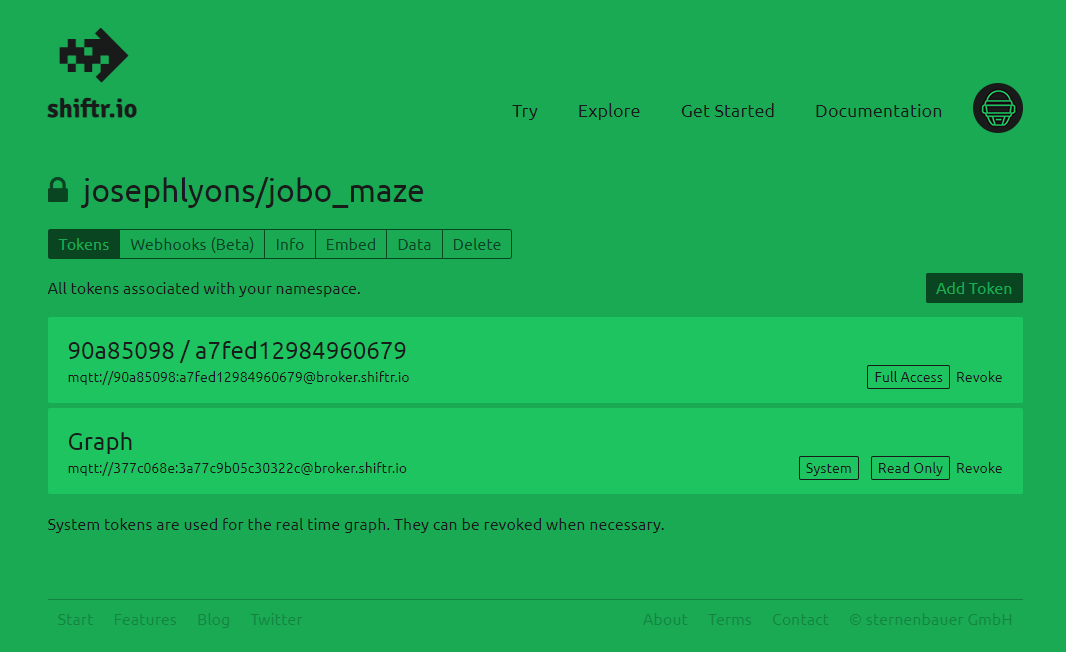 shiftr.io
Try Explore Get Started Documentation
josephlyons/jobo_maze
Tokens Webhooks (Beta) Info Embed Data Delete
All tokens associated with your namespace. Add Token
90a85098 / a7fed12984960679
mqtt://90a85098:a7fed12984960679@broker.shiftr.io Full Access Revoke
Graph
mqtt://377c068e:3a77c9b05c30322c@broker.shiftr.io System Read Only Revoke
System tokens are used for the real time graph. They can be revoked when necessary.
Start Features Blog Twitter About Terms Contact © sternenbauer GmbH